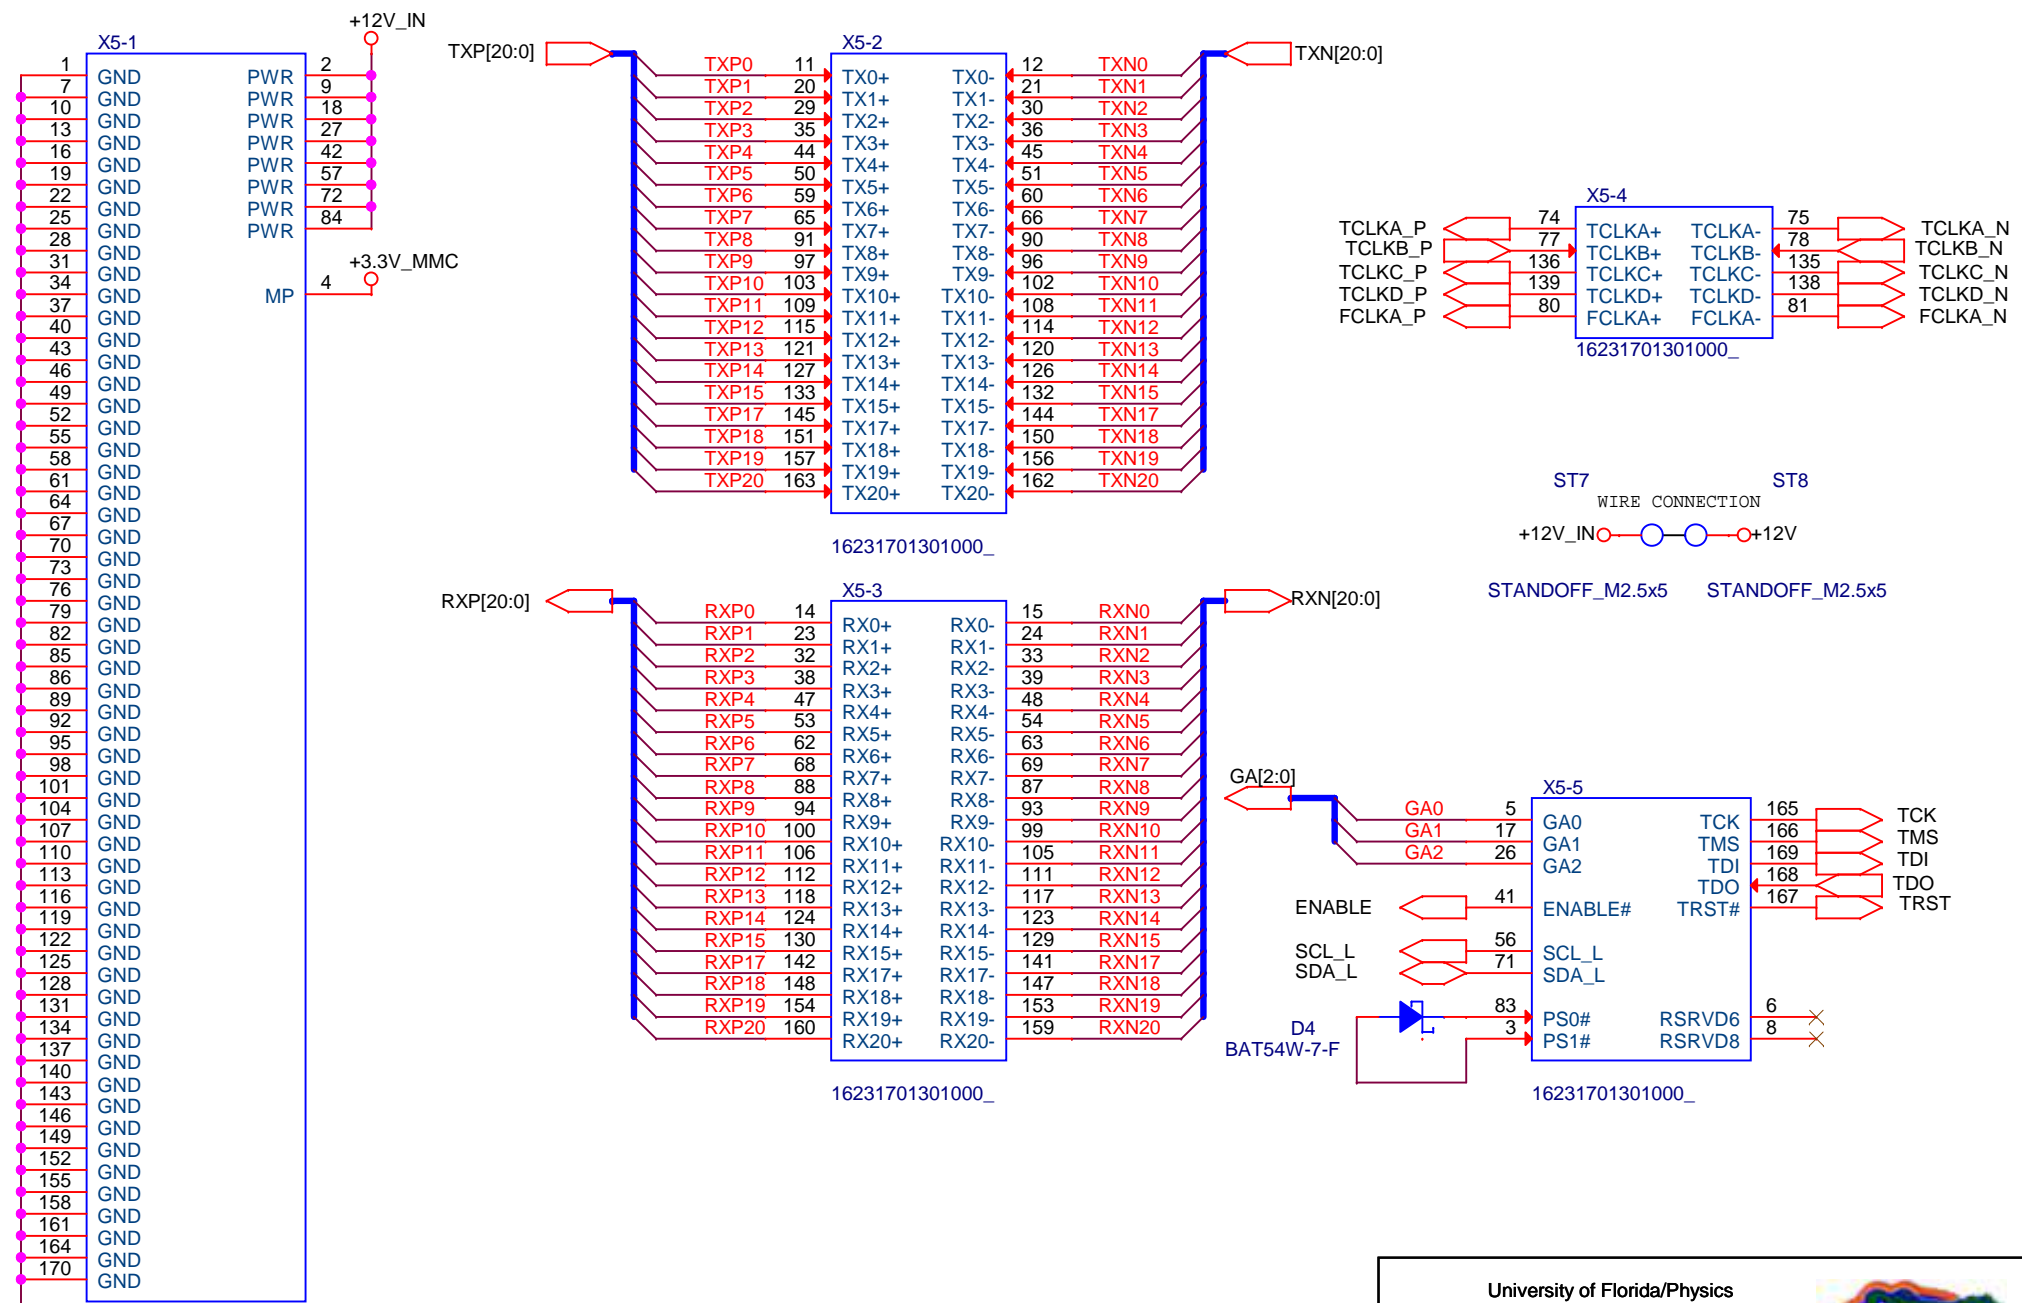 X5-1
+12V_IN
1 GND PWR 2
7 GND PWR 9
10 GND PWR 18
13 GND PWR 27
16 GND PWR 42
19 GND PWR 57
22 GND PWR 72
25 GND PWR 84
28 GND
31 GND
+3.3V_MMC
34 GND MP 4
37 GND
40 GND
43 GND
46 GND
49 GND
52 GND
55 GND
58 GND
61 GND
64 GND
67 GND
70 GND
73 GND
76 GND
79 GND
82 GND
85 GND
86 GND
89 GND
92 GND
95 GND
98 GND
101 GND
104 GND
107 GND
110 GND
113 GND
116 GND
119 GND
122 GND
125 GND
128 GND
131 GND
134 GND
137 GND
140 GND
143 GND
146 GND
149 GND
152 GND
155 GND
158 GND
161 GND
164 GND
170 GND
TXP[20:0] X5-2 TXN[20:0]
TXP0 11 TX0+ TX0- 12 TXN0
TXP1 20 TX1+ TX1- 21 TXN1
TXP2 29 TX2+ TX2- 30 TXN2
TXP3 35 TX3+ TX3- 36 TXN3
TXP4 44 TX4+ TX4- 45 TXN4
TXP5 50 TX5+ TX5- 51 TXN5
TXP6 59 TX6+ TX6- 60 TXN6
TXP7 65 TX7+ TX7- 66 TXN7
TXP8 91 TX8+ TX8- 90 TXN8
TXP9 97 TX9+ TX9- 96 TXN9
TXP10 103 TX10+ TX10- 102 TXN10
TXP11 109 TX11+ TX11- 108 TXN11
TXP12 115 TX12+ TX12- 114 TXN12
TXP13 121 TX13+ TX13- 120 TXN13
TXP14 127 TX14+ TX14- 126 TXN14
TXP15 133 TX15+ TX15- 132 TXN15
TXP17 145 TX17+ TX17- 144 TXN17
TXP18 151 TX18+ TX18- 150 TXN18
TXP19 157 TX19+ TX19- 156 TXN19
TXP20 163 TX20+ TX20- 162 TXN20
16231701301000_
RXP[20:0] X5-3 RXN[20:0]
RXP0 14 RX0+ RX0- 15 RXN0
RXP1 23 RX1+ RX1- 24 RXN1
RXP2 32 RX2+ RX2- 33 RXN2
RXP3 38 RX3+ RX3- 39 RXN3
RXP4 47 RX4+ RX4- 48 RXN4
RXP5 53 RX5+ RX5- 54 RXN5
RXP6 62 RX6+ RX6- 63 RXN6
RXP7 68 RX7+ RX7- 69 RXN7
RXP8 88 RX8+ RX8- 87 RXN8
RXP9 94 RX9+ RX9- 93 RXN9
RXP10 100 RX10+ RX10- 99 RXN10
RXP11 106 RX11+ RX11- 105 RXN11
RXP12 112 RX12+ RX12- 111 RXN12
RXP13 118 RX13+ RX13- 117 RXN13
RXP14 124 RX14+ RX14- 123 RXN14
RXP15 130 RX15+ RX15- 129 RXN15
RXP17 142 RX17+ RX17- 141 RXN17
RXP18 148 RX18+ RX18- 147 RXN18
RXP19 154 RX19+ RX19- 153 RXN19
RXP20 160 RX20+ RX20- 159 RXN20
16231701301000_
X5-4
TCLKA_P 74 TCLKA+ TCLKA- 75 TCLKA_N
TCLKB_P 77 TCLKB+ TCLKB- 78 TCLKB_N
TCLKC_P 136 TCLKC+ TCLKC- 135 TCLKC_N
TCLKD_P 139 TCLKD+ TCLKD- 138 TCLKD_N
FCLKA_P 80 FCLKA+ FCLKA- 81 FCLKA_N
16231701301000_
ST7 ST8
WIRE CONNECTION
+12V_IN +12V
STANDOFF_M2.5x5 STANDOFF_M2.5x5
GA[2:0] X5-5
GA0 5 GA0 TCK 165 TCK
GA1 17 GA1 TMS 166 TMS
GA2 26 GA2 TDI 169 TDI
TDO 168 TDO
ENABLE 41 ENABLE# TRST# 167 TRST
SCL_L 56 SCL_L
SDA_L 71 SDA_L
83 PS0# RSRVD6 6
D4 3 PS1# RSRVD8 8
BAT54W-7-F
16231701301000_
University of Florida/Physics